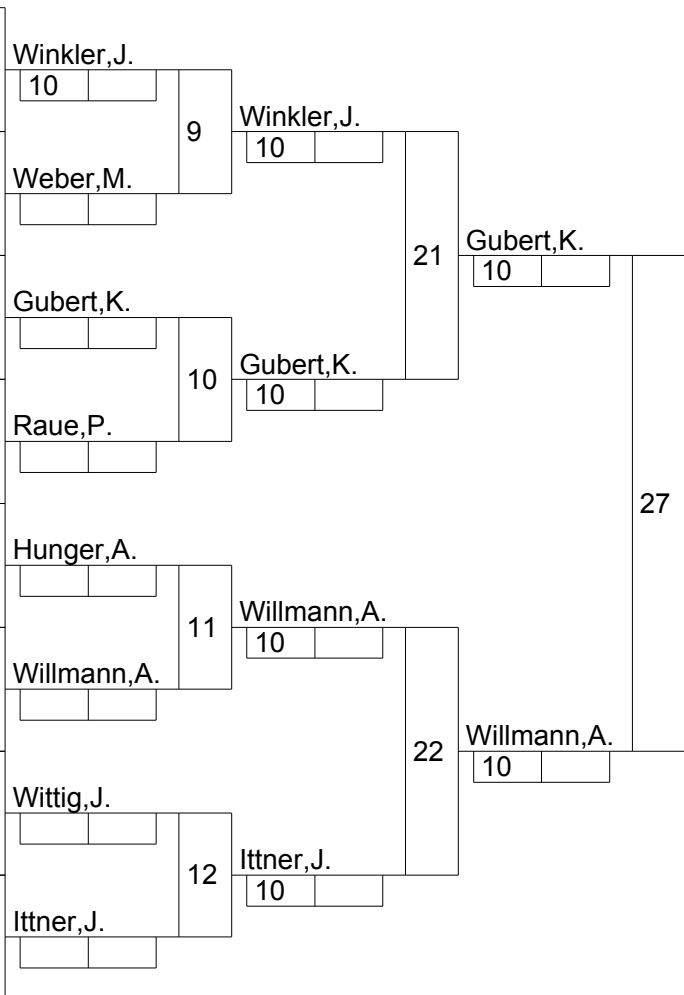 Winkler,J.
10
9
Winkler,J.
10
Weber,M.
21
Gubert,K.
10
Gubert,K.
10
Gubert,K.
10
Raue,P.
27
Hunger,A.
11
Willmann,A.
10
Willmann,A.
22
Willmann,A.
10
Wittig,J.
12
Ittner,J.
10
Ittner,J.